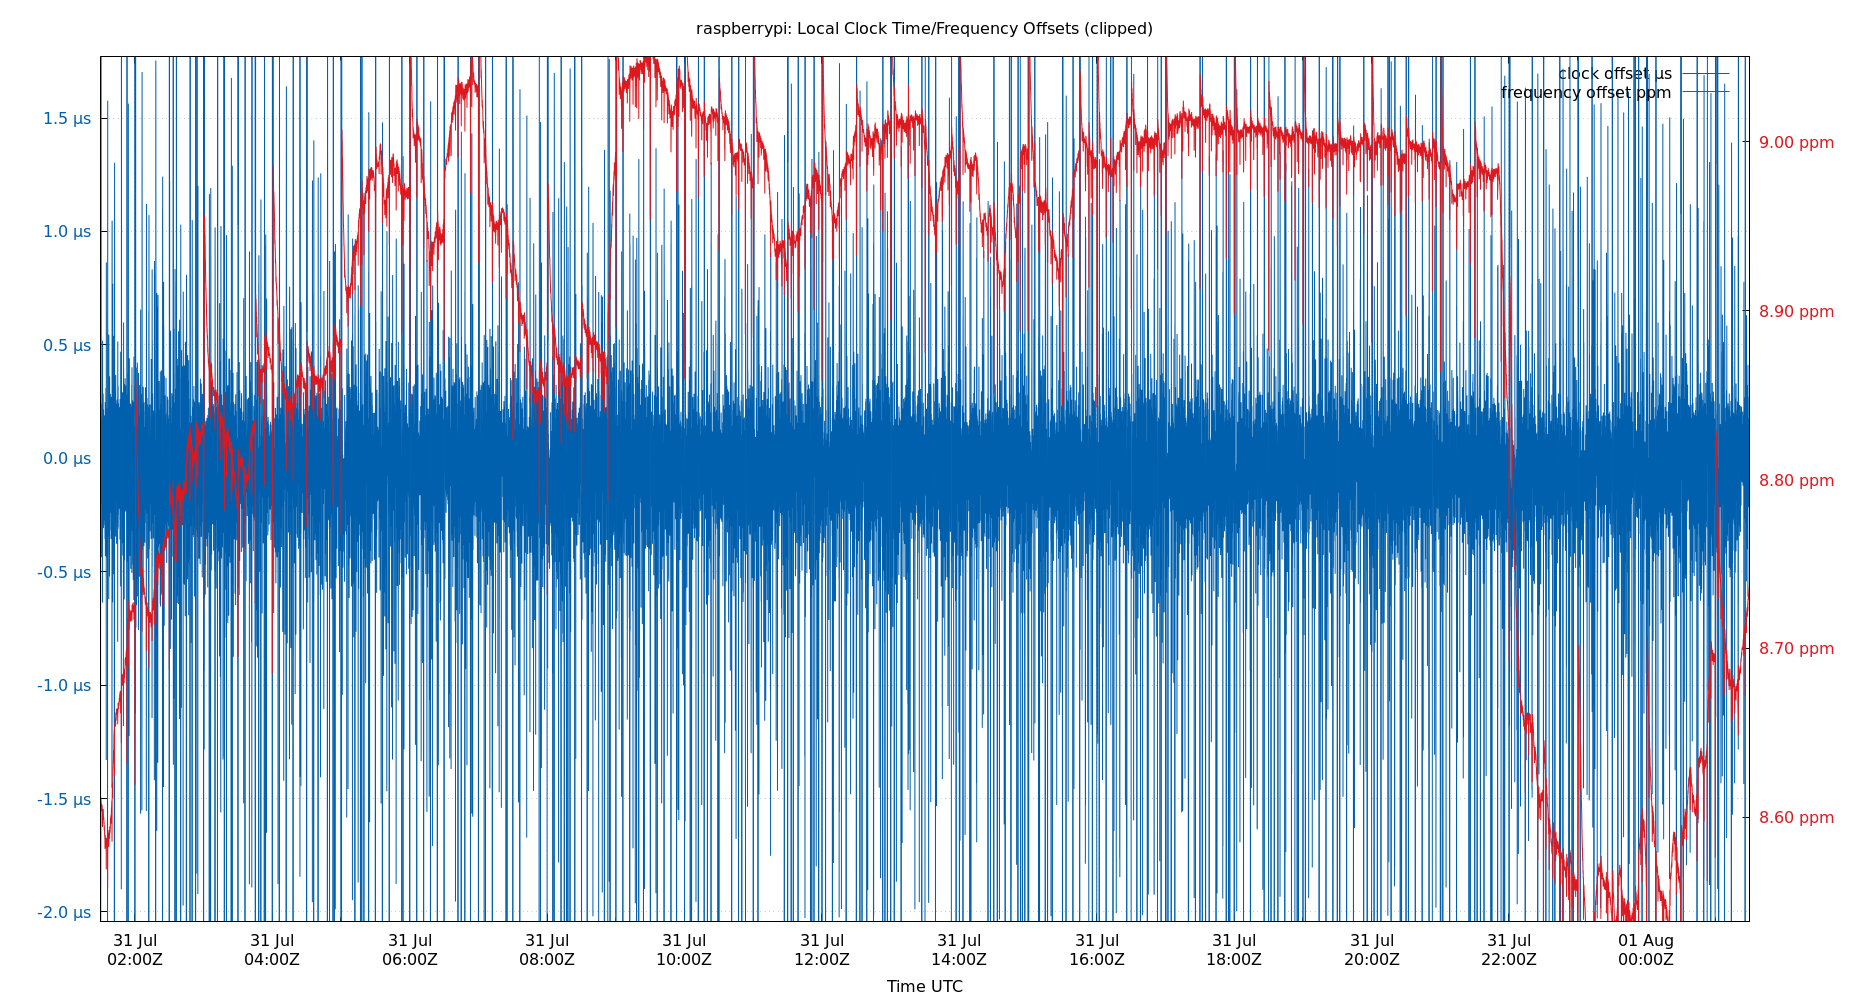 raspberrypi: Local Clock Time/Frequency Offsets (clipped)
clock offset µs
frequency offset ppm
1.5 µs
1.0 µs
0.5 µs
0.0 µs
-0.5 µs
-1.0 µs
-1.5 µs
-2.0 µs
9.00 ppm
8.90 ppm
8.80 ppm
8.70 ppm
8.60 ppm
31 Jul 31 Jul 31 Jul 31 Jul 31 Jul 31 Jul 31 Jul 31 Jul 31 Jul 31 Jul 31 Jul 01 Aug
02:00Z 04:00Z 06:00Z 08:00Z 10:00Z 12:00Z 14:00Z 16:00Z 18:00Z 20:00Z 22:00Z 00:00Z
Time UTC